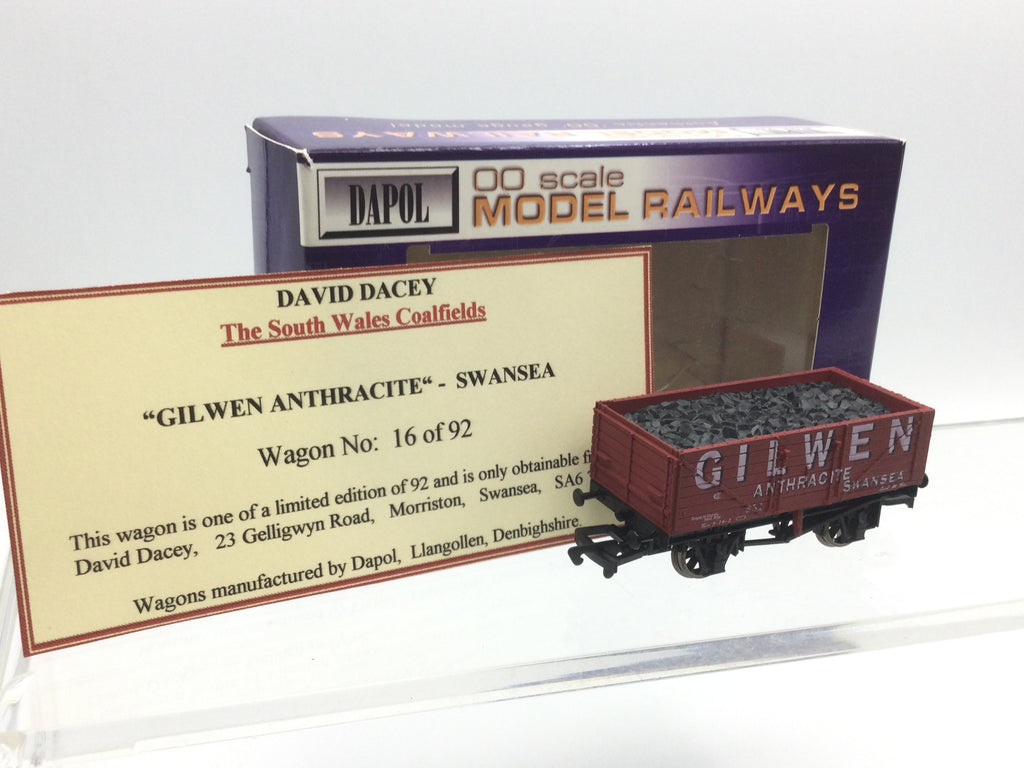 MODEL RAILWAYS
DAPOL
OO scale
MODEL RAILWAYS
DAVID DACEY
The South Wales Coalfields
“GILWEN ANTHRACITE“ - SWANSEA
Wagon No: 16 of 92
This wagon is one of a limited edition of 92 and is only obtainable
David Dacey, 23 Gelligwyn Road, Morriston, Swansea, SA6
Wagons manufactured by Dapol, Llangollen, Denbighshire.
GILWEN
ANTHRACITE SWANSEA